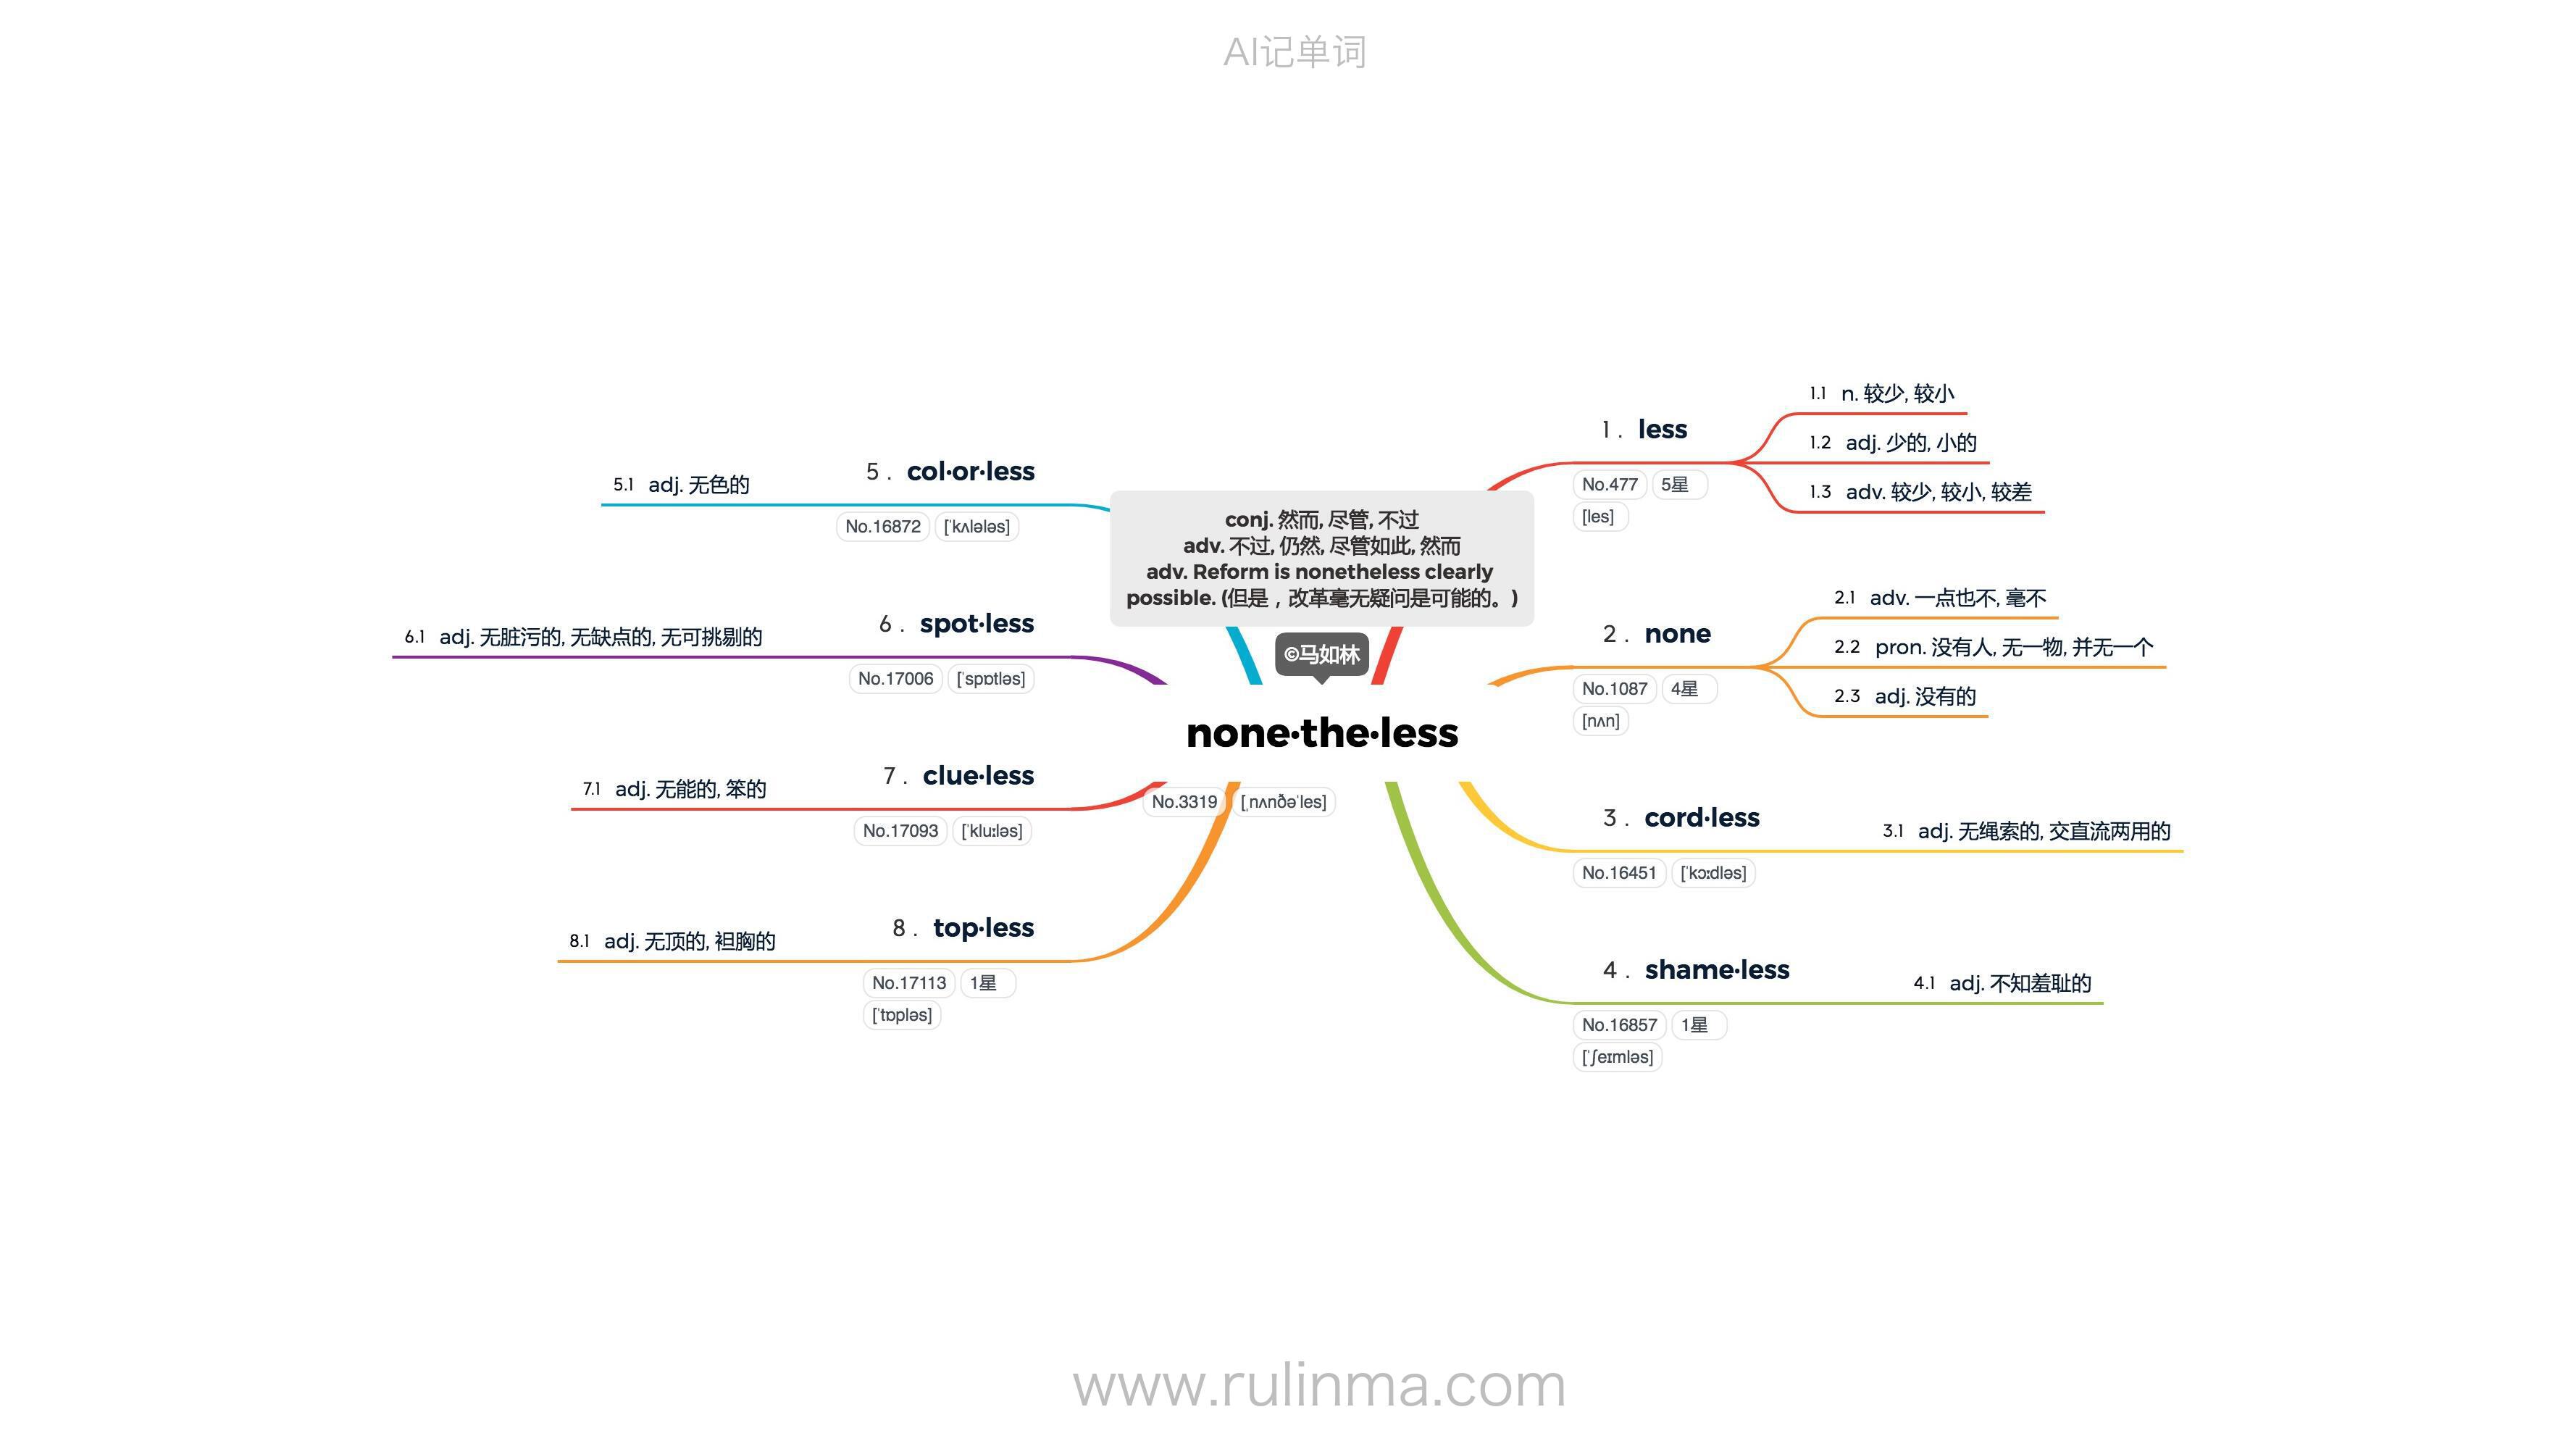 AI记单词
conj. 然而, 尽管, 不过
adv. 不过, 仍然, 尽管如此, 然而
adv. Reform is nonetheless clearly
possible. (但是，改革毫无疑问是可能的。)
©马如林
none·the·less
No.3319 [ˌnʌnðəˈles]
1 . less
No.477 5星
[les]
1.1 n. 较少, 较小
1.2 adj. 少的, 小的
1.3 adv. 较少, 较小, 较差
2 . none
No.1087 4星
[nʌn]
2.1 adv. 一点也不, 毫不
2.2 pron. 没有人, 无一物, 并无一个
2.3 adj. 没有的
3 . cord·less
No.16451 [ˈkɔːdləs]
3.1 adj. 无绳索的, 交直流两用的
4 . shame·less
No.16857 1星
[ˈʃeɪmləs]
4.1 adj. 不知羞耻的
5 . col·or·less
No.16872 [ˈkʌlələs]
5.1 adj. 无色的
6 . spot·less
No.17006 [ˈspɒtləs]
6.1 adj. 无脏污的, 无缺点的, 无可挑剔的
7 . clue·less
No.17093 [ˈkluːləs]
7.1 adj. 无能的, 笨的
8 . top·less
No.17113 1星
[ˈtɒpləs]
8.1 adj. 无顶的, 袒胸的
www.rulinma.com